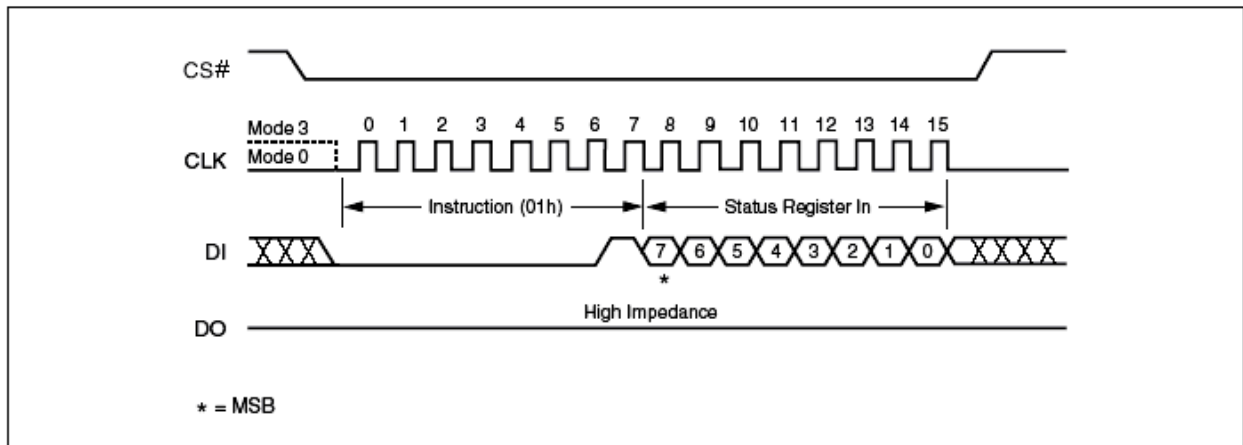 CS#
Mode 3
0 1 2 3 4 5 6 7 8 9 10 11 12 13 14 15
CLK
Mode 0
Instruction (01h)
Status Register In
DI
7 6 5 4 3 2 1 0
*
High Impedance
DO
* = MSB